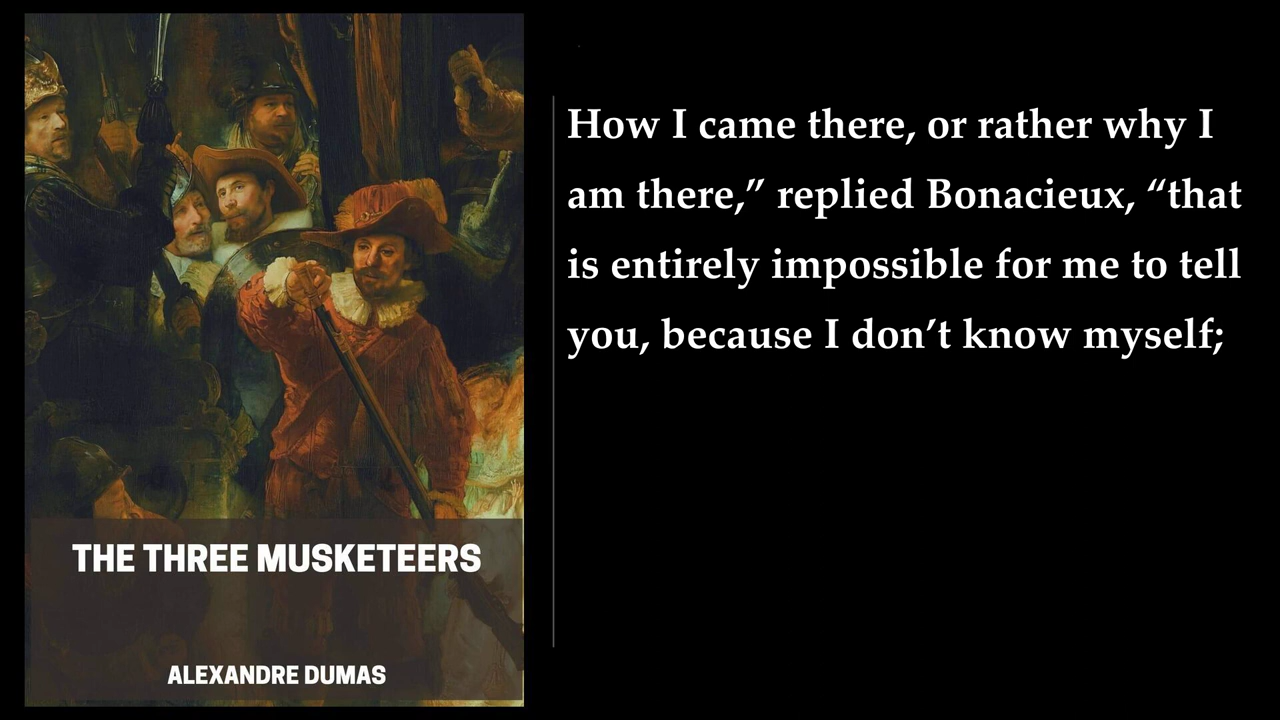 THE THREE MUSKETEERS
ALEXANDRE DUMAS
How I came there, or rather why I
am there,” replied Bonacieux, “that
is entirely impossible for me to tell
you, because I don’t know myself;